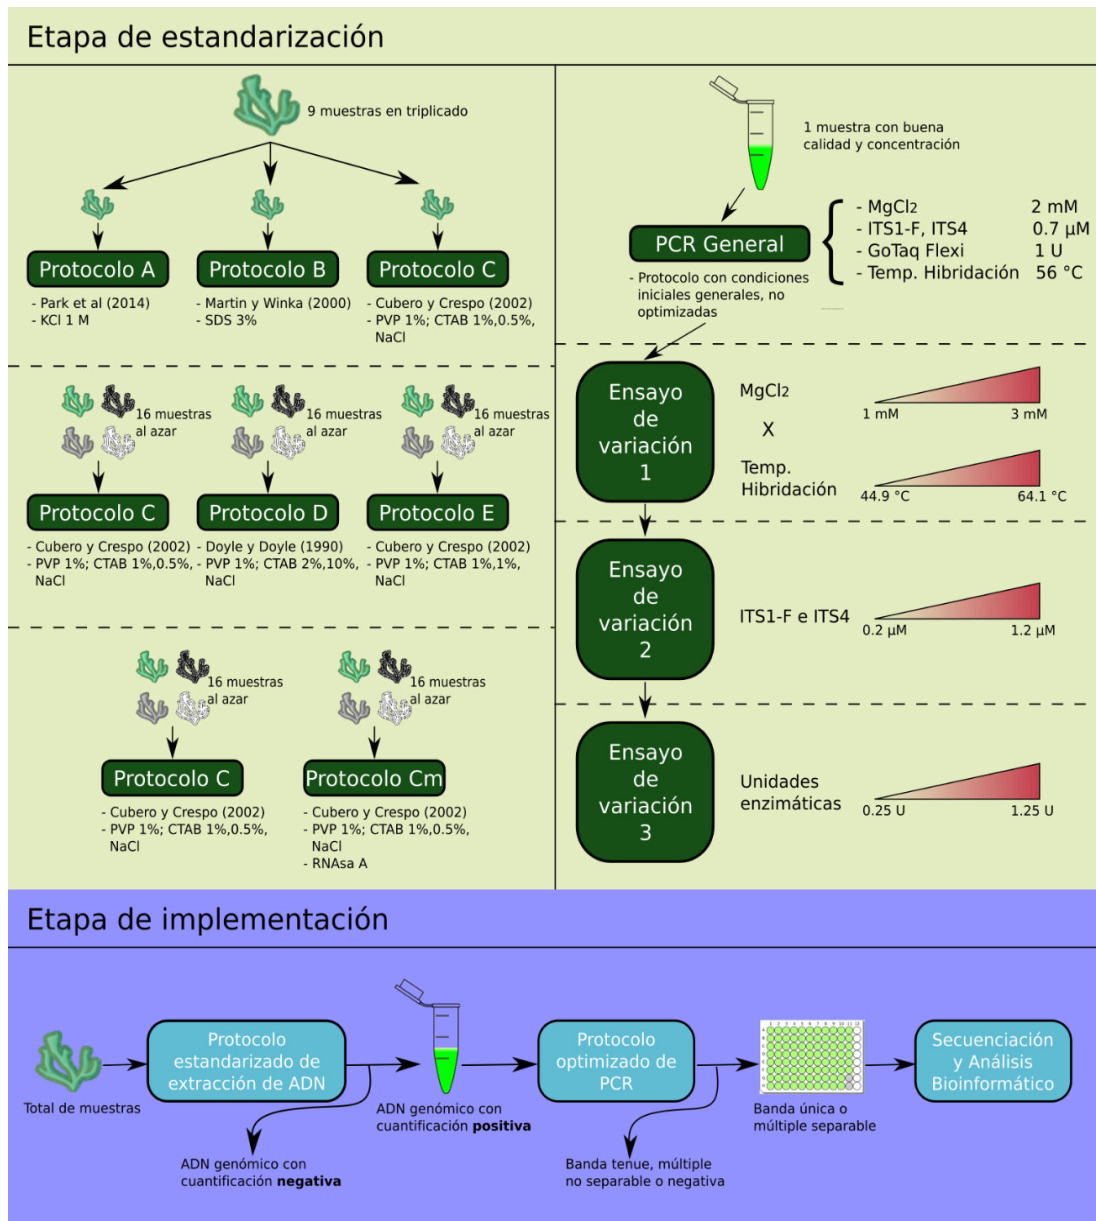 Etapa de estandarización
9 muestras en triplicado
Protocolo A
- Park et al (2014)
- KCl 1 M
Protocolo B
- Martin y Winka (2000)
- SDS 3%
Protocolo C
- Cubero y Crespo (2002)
- PVP 1%; CTAB 1%,0.5%,
NaCl
16 muestras
al azar
Protocolo C
- Cubero y Crespo (2002)
- PVP 1%; CTAB 1%,0.5%,
NaCl
16 muestras
al azar
Protocolo D
- Doyle y Doyle (1990)
- PVP 1%; CTAB 2%,10%,
NaCl
16 muestras
al azar
Protocolo E
- Cubero y Crespo (2002)
- PVP 1%; CTAB 1%,1%,
NaCl
16 muestras
al azar
Protocolo C
- Cubero y Crespo (2002)
- PVP 1%; CTAB 1%,0.5%,
NaCl
16 muestras
al azar
Protocolo Cm
- Cubero y Crespo (2002)
- PVP 1%; CTAB 1%,0.5%,
NaCl
- RNAsa A
1 muestra con buena
calidad y concentración
PCR General
- Protocolo con condiciones
iniciales generales, no
optimizadas
- MgCl2 2 mM
- ITS1-F, ITS4 0.7 µM
- GoTaq Flexi 1 U
- Temp. Hibridación 56 °C
Ensayo
de
variación
1
MgCl2
1 mM 3 mM
X
Temp.
Hibridación
44.9 °C 64.1 °C
Ensayo
de
variación
2
ITS1-F e ITS4
0.2 µM 1.2 µM
Ensayo
de
variación
3
Unidades
enzimáticas
0.25 U 1.25 U
Etapa de implementación
Total de muestras
Protocolo
estandarizado de
extracción de ADN
ADN genómico con
cuantificación negativa
ADN genómico con
cuantificación positiva
Protocolo
optimizado de
PCR
Banda tenue, múltiple
no separable o negativa
Banda única o
múltiple separable
Secuenciación
y Análisis
Bioinformático